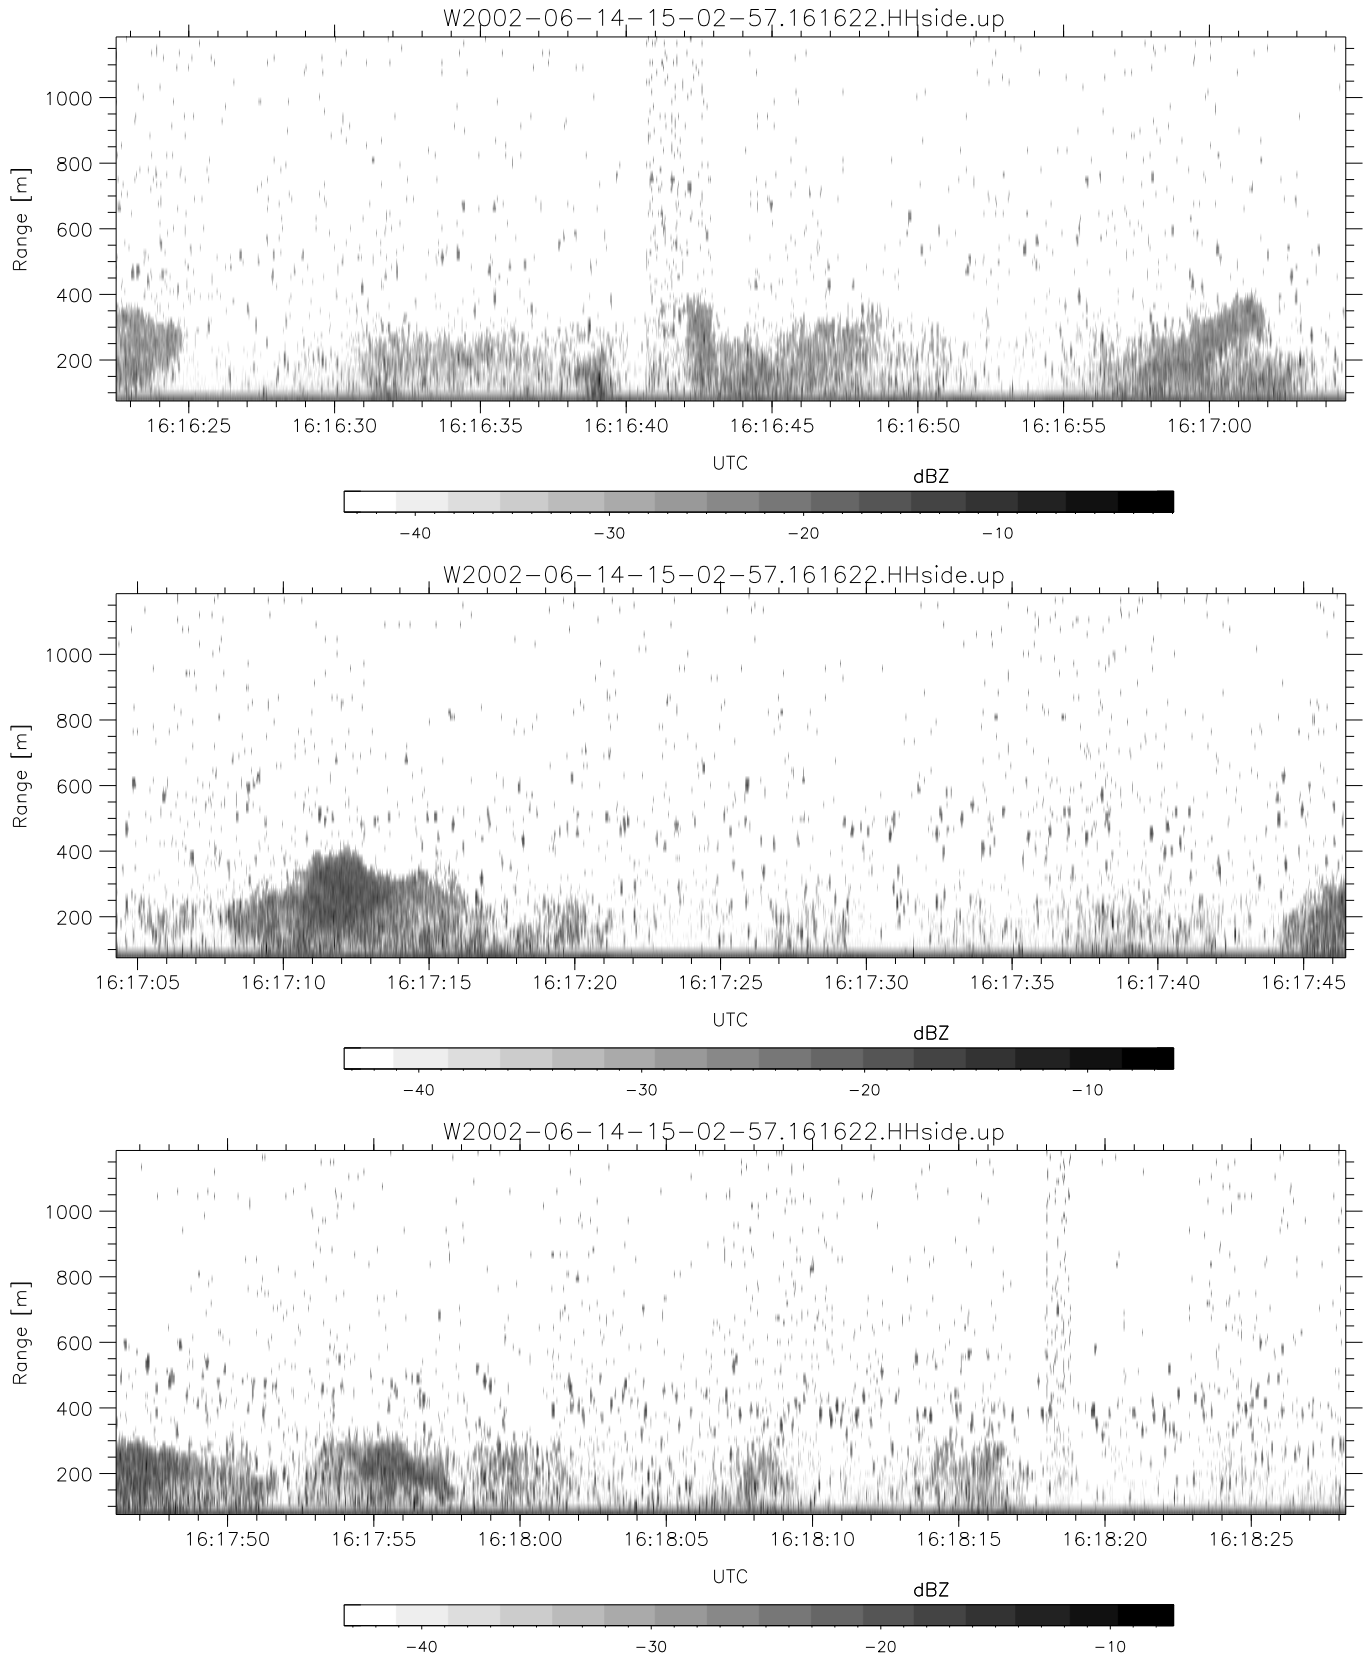 W2002-06-14-15-02-57.161622.HHside.up
1000
800
600
400
200
Range [m]
16:16:25 16:16:30 16:16:35 16:16:40 16:16:45 16:16:50 16:16:55 16:17:00
UTC
dBZ
-40 -30 -20 -10
W2002-06-14-15-02-57.161622.HHside.up
1000
800
600
400
200
Range [m]
16:17:05 16:17:10 16:17:15 16:17:20 16:17:25 16:17:30 16:17:35 16:17:40 16:17:45
UTC
dBZ
-40 -30 -20 -10
W2002-06-14-15-02-57.161622.HHside.up
1000
800
600
400
200
Range [m]
16:17:50 16:17:55 16:18:00 16:18:05 16:18:10 16:18:15 16:18:20 16:18:25
UTC
dBZ
-40 -30 -20 -10